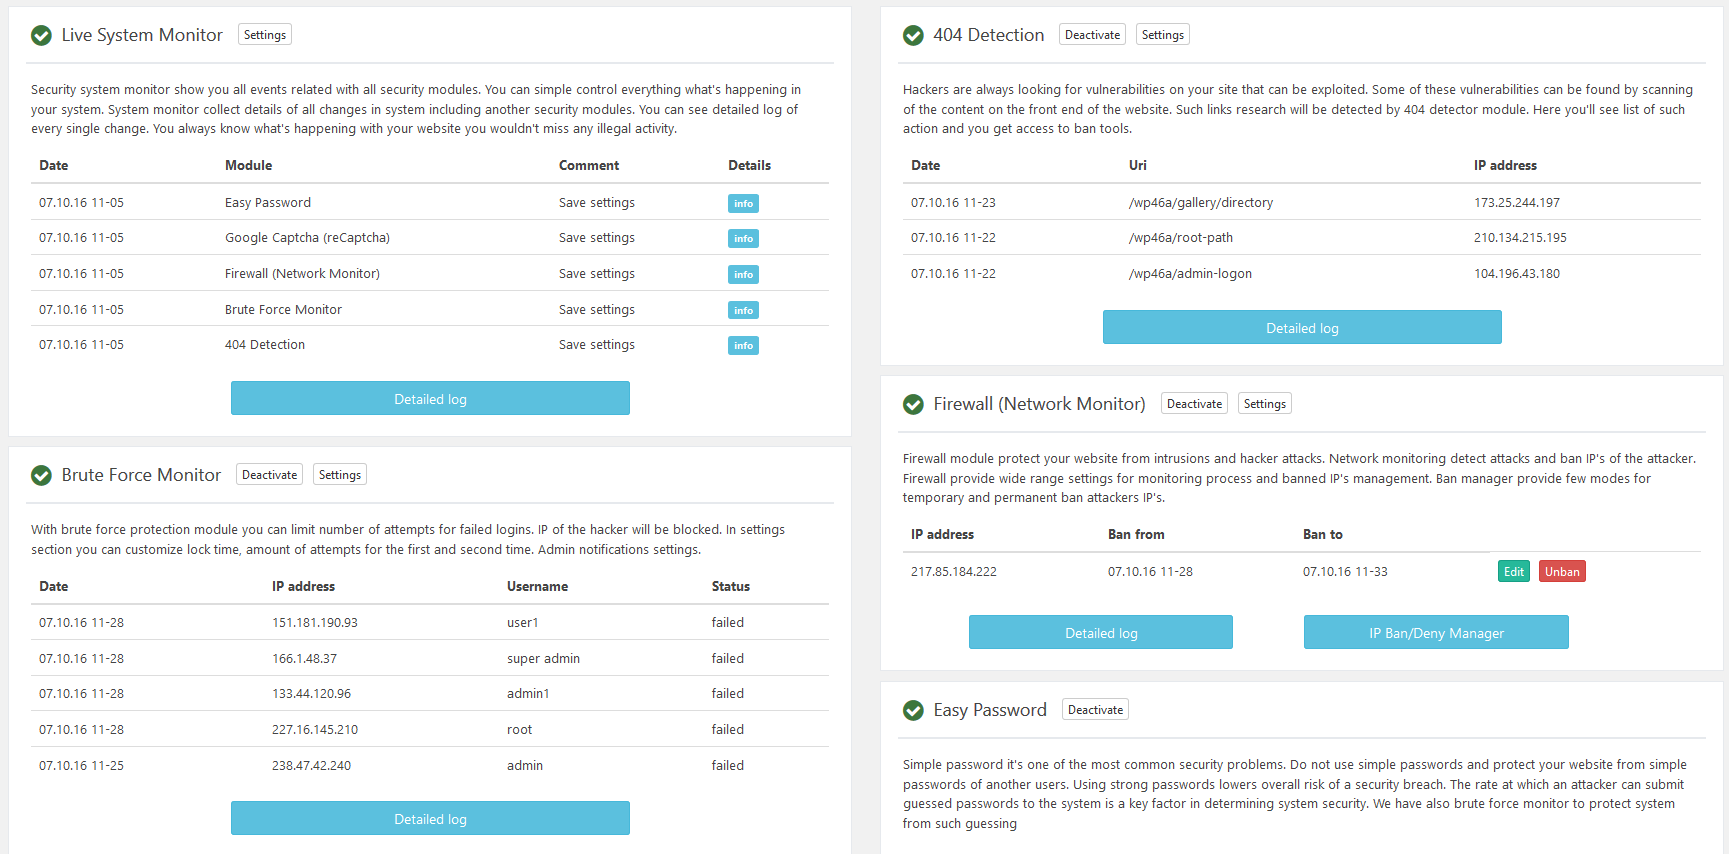 Live System Monitor Settings
Security system monitor show you all events related with all security modules. You can simple control everything what's happening in
your system. System monitor collect details of all changes in system including another security modules. You can see detailed log of
every single change. You always know what's happening with your website you wouldn't miss any illegal activity.
Date Module Comment Details
07.10.16 11-05 Easy Password Save settings info
07.10.16 11-05 Google Captcha (reCaptcha) Save settings info
07.10.16 11-05 Firewall (Network Monitor) Save settings info
07.10.16 11-05 Brute Force Monitor Save settings info
07.10.16 11-05 404 Detection Save settings info
Detailed log
Brute Force Monitor Deactivate Settings
With brute force protection module you can limit number of attempts for failed logins. IP of the hacker will be blocked. In settings
section you can customize lock time, amount of attempts for the first and second time. Admin notifications settings.
Date IP address Username Status
07.10.16 11-28 151.181.190.93 user1 failed
07.10.16 11-28 166.1.48.37 super admin failed
07.10.16 11-28 133.44.120.96 admin1 failed
07.10.16 11-28 227.16.145.210 root failed
07.10.16 11-25 238.47.42.240 admin failed
Detailed log
404 Detection Deactivate Settings
Hackers are always looking for vulnerabilities on your site that can be exploited. Some of these vulnerabilities can be found by scanning
of the content on the front end of the website. Such links research will be detected by 404 detector module. Here you'll see list of such
action and you get access to ban tools.
Date Uri IP address
07.10.16 11-23 /wp46a/gallery/directory 173.25.244.197
07.10.16 11-22 /wp46a/root-path 210.134.215.195
07.10.16 11-22 /wp46a/admin-logon 104.196.43.180
Detailed log
Firewall (Network Monitor) Deactivate Settings
Firewall module protect your website from intrusions and hacker attacks. Network monitoring detect attacks and ban IP's of the attacker.
Firewall provide wide range settings for monitoring process and banned IP's management. Ban manager provide few modes for
temporary and permanent ban attackers IP's.
IP address Ban from Ban to
217.85.184.222 07.10.16 11-28 07.10.16 11-33 Edit Unban
Detailed log IP Ban/Deny Manager
Easy Password Deactivate
Simple password it's one of the most common security problems. Do not use simple passwords and protect your website from simple
passwords of another users. Using strong passwords lowers overall risk of a security breach. The rate at which an attacker can submit
guessed passwords to the system is a key factor in determining system security. We have also brute force monitor to protect system
from such guessing